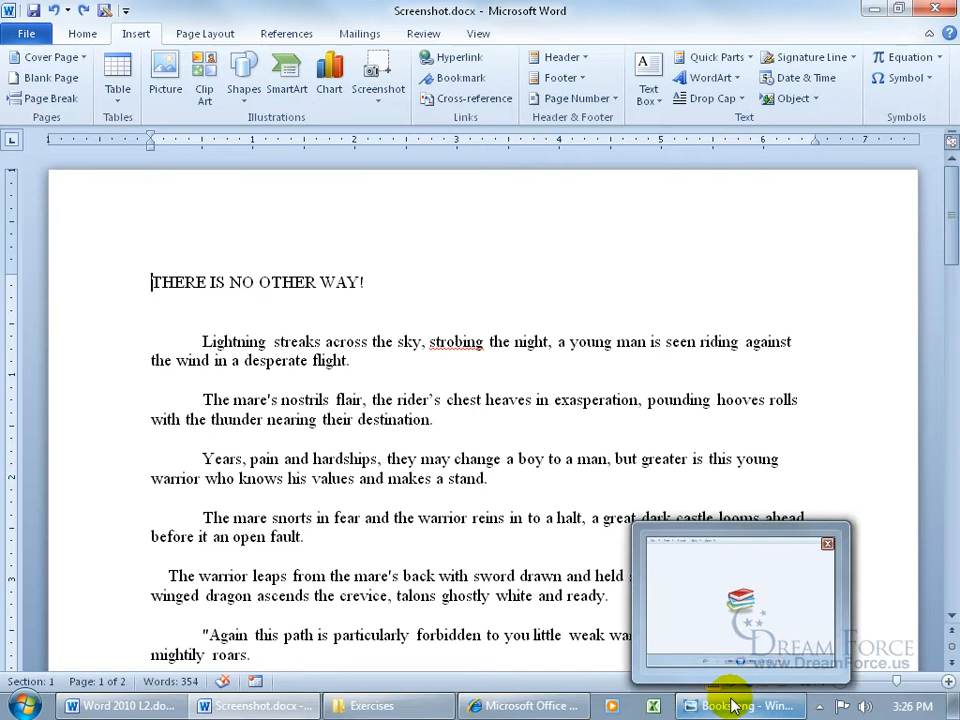 Screenshot.docx - Microsoft Word
File Home Insert Page Layout References Mailings Review View
Cover Page
Blank Page
Page Break
Pages
Table
Tables
Picture
Clip Art
Shapes
SmartArt
Chart
Screenshot
Illustrations
Hyperlink
Bookmark
Cross-reference
Links
Header
Footer
Page Number
Header & Footer
Text Box
Quick Parts
WordArt
Drop Cap
Signature Line
Date & Time
Object
Text
Equation
Symbol
Symbols
1 1 2 3 4 5 6 7
THERE IS NO OTHER WAY!
Lightning streaks across the sky, strobing the night, a young man is seen riding against
the wind in a desperate flight.
The mare's nostrils flair, the rider's chest heaves in exasperation, pounding hooves rolls
with the thunder nearing their destination.
Years, pain and hardships, they may change a boy to a man, but greater is this young
warrior who knows his values and makes a stand.
The mare snorts in fear and the warrior reins in to a halt, a great dark castle looms ahead
before it an open fault.
The warrior leaps from the mare's back with sword drawn and held
winged dragon ascends the crevice, talons ghostly white and ready.
"Again this path is particularly forbidden to you little weak
mightily roars.
DREAM FORCE
www.DreamForce.us
Section: 1 Page: 1 of 2 Words: 354
Word 2010 L2.do...
Screenshot.docx -...
Exercises
Microsoft Office ...
3:26 PM